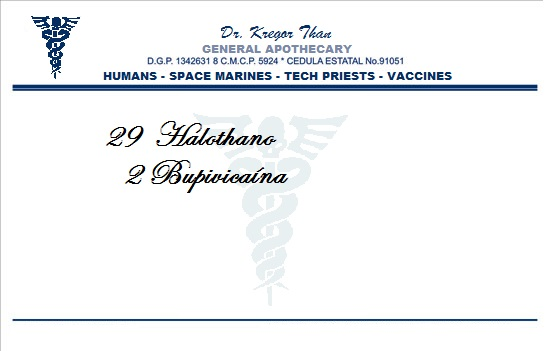 Dr. Kregor Than
GENERAL APOTHECARY
D.G.P. 1342631 8 C.M.C.P. 5924 * CEDULA ESTATAL No.91051
HUMANS - SPACE MARINES - TECH PRIESTS - VACCINES
29 Halothano
2 Bupivicaína